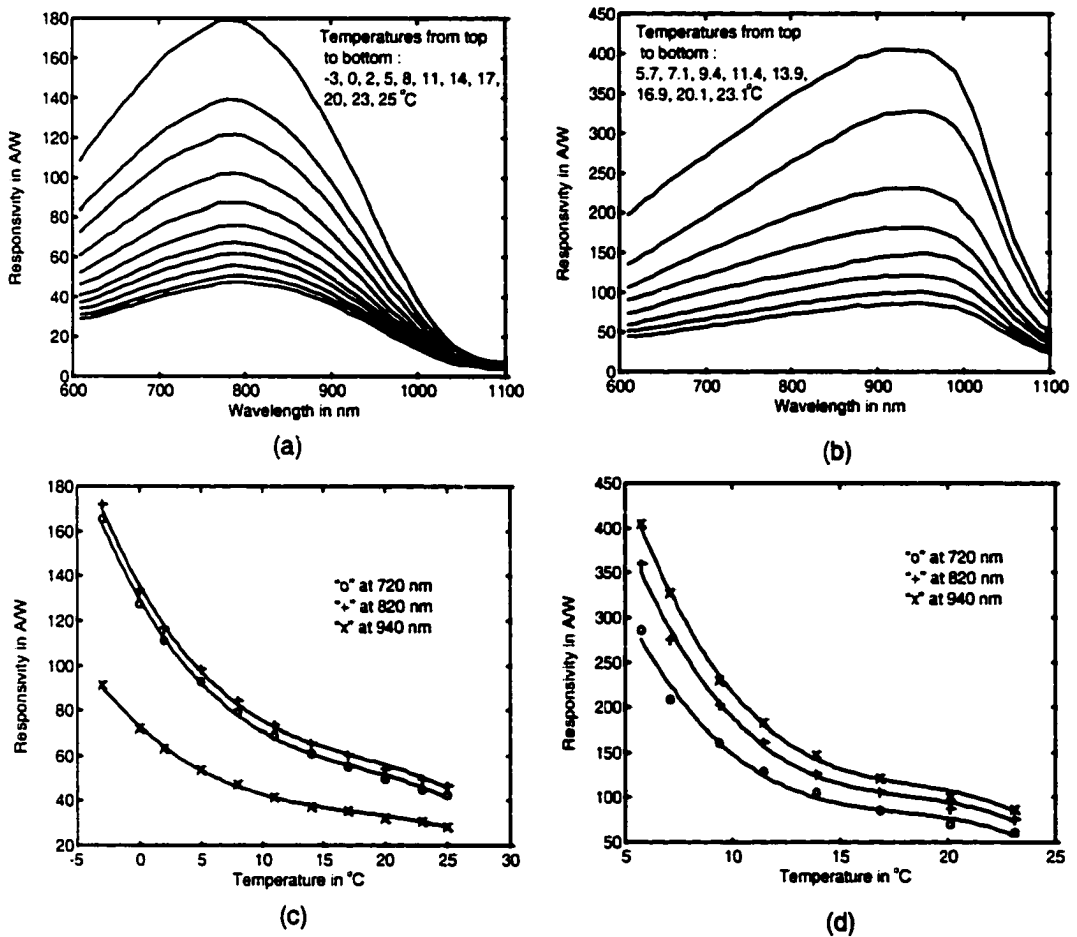 180
160
140
120
100
80
60
40
20
0
Responsivity in A/W
Temperatures from top
to bottom :
-3, 0, 2, 5, 8, 11, 14, 17,
20, 23, 25 °C
600 700 800 900 1000 1100
Wavelength in nm
(a)
450
400
350
300
250
200
150
100
50
0
Responsivity in A/W
Temperatures from top
to bottom :
5.7, 7.1, 9.4, 11.4, 13.9,
16.9, 20.1, 23.1°C
600 700 800 900 1000 1100
Wavelength in nm
(b)
180
160
140
120
100
80
60
40
20
Responsivity in A/W
"o" at 720 nm
"+" at 820 nm
"x" at 940 nm
-5 0 5 10 15 20 25 30
Temperature in °C
(c)
450
400
350
300
250
200
150
100
50
Responsivity in A/W
"o" at 720 nm
"+" at 820 nm
"x" at 940 nm
5 10 15 20 25
Temperature in °C
(d)